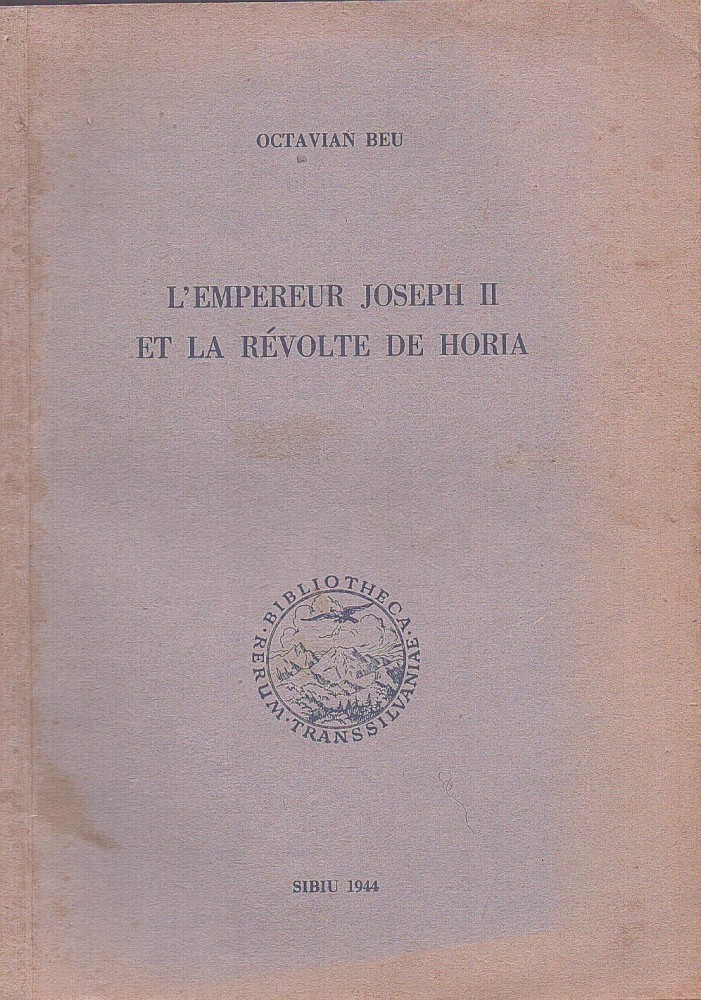 OCTAVIAN BEU
L'EMPEREUR JOSEPH II
ET LA RÉVOLTE DE HORIA
·BIBLIOTHECA·
RERUM·TRANSSILVANIAE
SIBIU 1944